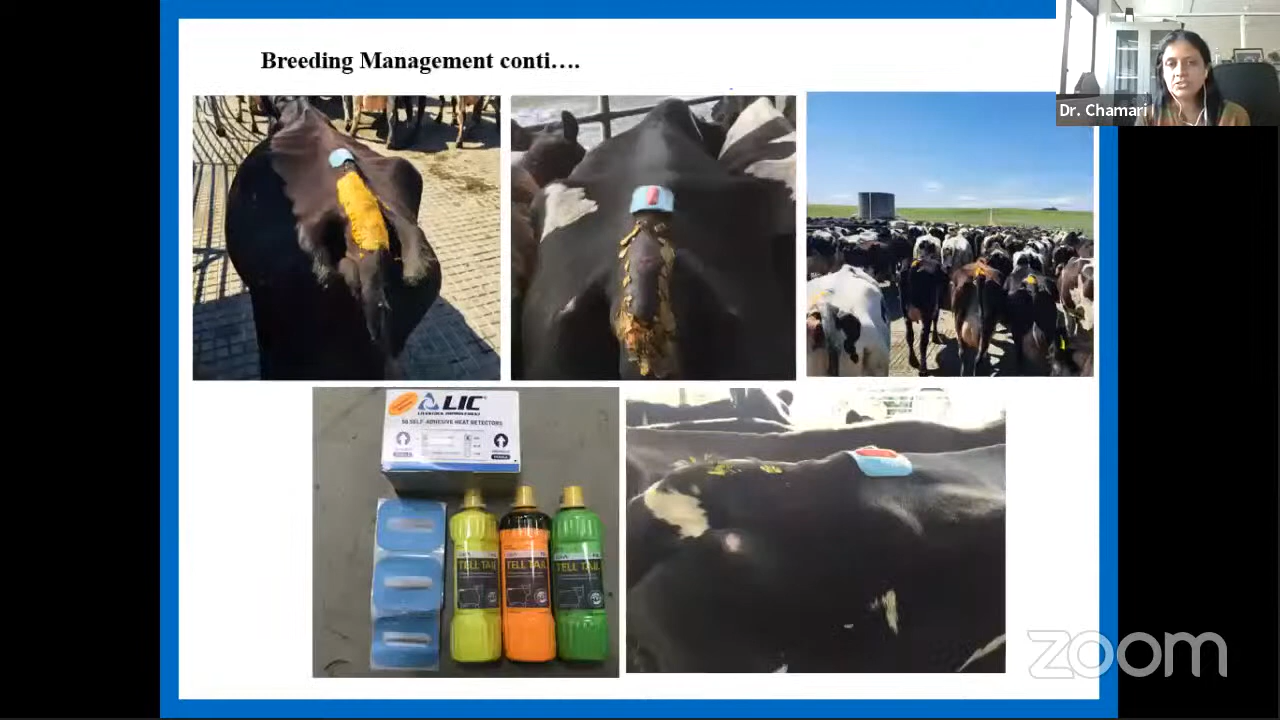 Breeding Management conti….
Dr. Chamari
LIC
SELF-ADHESIVE HEAT DETECTORS
TELL TAIL
TELL TAIL
TELL TAIL
zoom